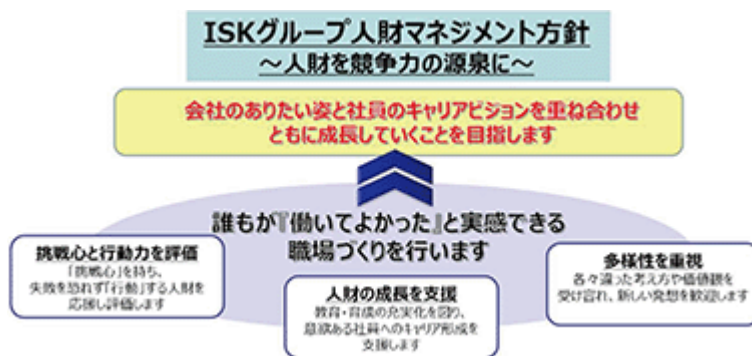 ISKグループ人財マネジメント方針
～人財を競争力の源泉に～
会社のありたい姿と社員のキャリアビジョンを重ね合わせ
ともに成長していくことを目指します
誰もが『働いてよかった』と実感できる
職場づくりを行います
挑戦心と行動力を評価
「挑戦心」を持ち、
失敗を恐れず「行動」する人財を
応援し評価します
人財の成長を支援
教育・育成の充実化を図り、
意欲ある社員へのキャリア形成を
支援します
多様性を重視
各々違った考え方や価値観を
受け容れ、新しい発想を歓迎します